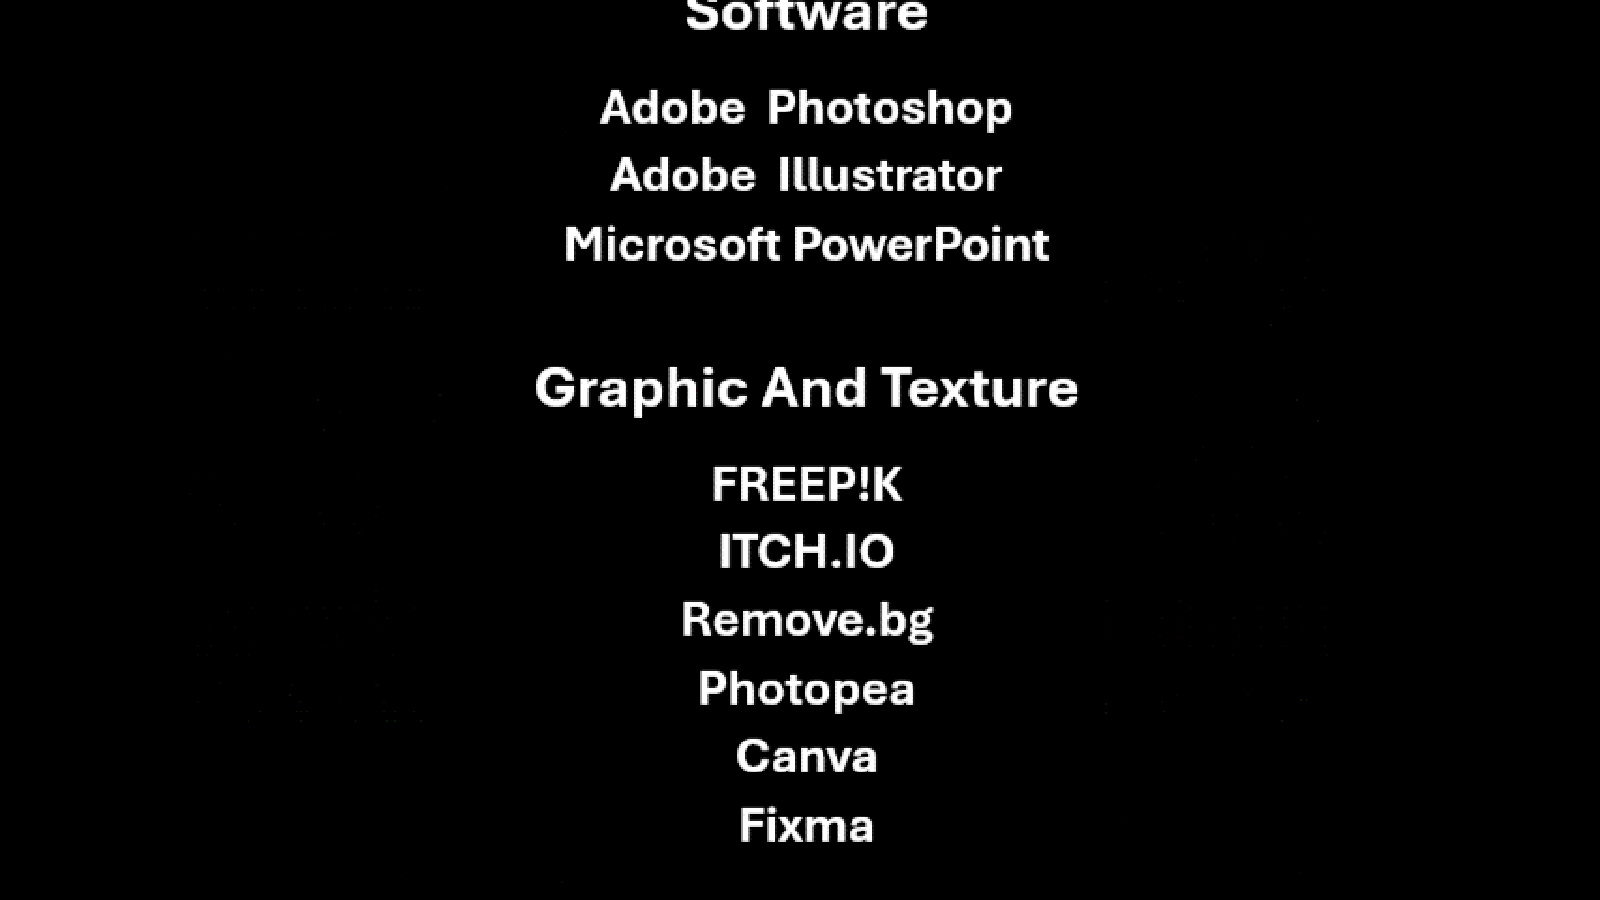 Software
Adobe Photoshop
Adobe Illustrator
Microsoft PowerPoint
Graphic And Texture
FREEP!K
ITCH.IO
Remove.bg
Photopea
Canva
Fixma